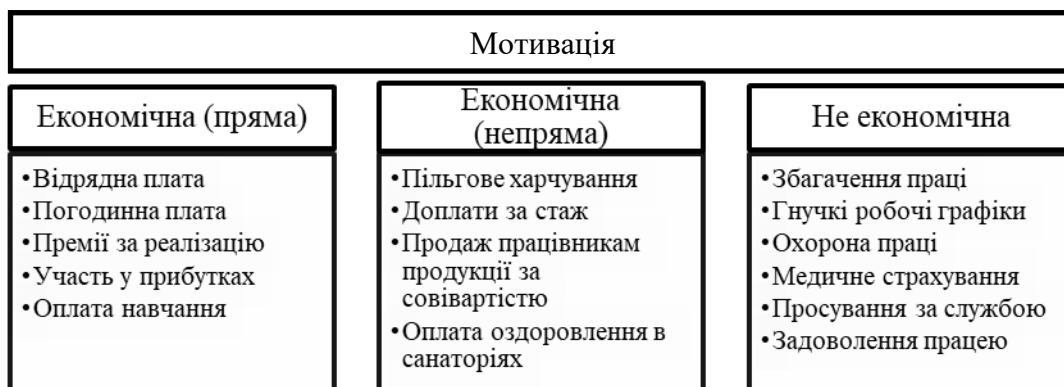 Мотивація
Економічна (пряма)
•Відрядна плата
•Погодинна плата
•Премії за реалізацію
•Участь у прибутках
•Оплата навчання
Економічна
(непряма)
•Пільгове харчування
•Доплати за стаж
•Продаж працівникам
продукції за
совівартістю
•Оплата оздоровлення в
санаторіях
Не економічна
•Збагачення праці
•Гнучкі робочі графіки
•Охорона праці
•Медичне страхування
•Просування за службою
•Задоволення працею